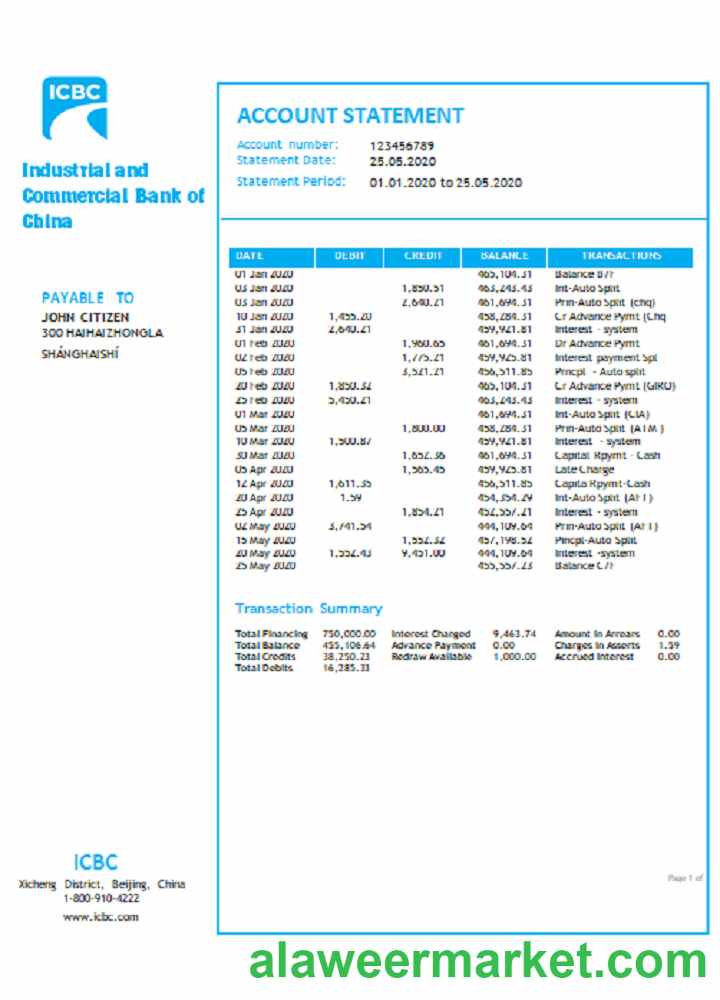 ICBC
Industrial and
Commercial Bank of
China
PAYABLE TO
JOHN CITIZEN
300 HAIHAIZHONGLA
SHÁNGHAISHÍ
ACCOUNT STATEMENT
Account number: 123456789
Statement Date: 25.05.2020
Statement Period: 01.01.2020 to 25.05.2020
DATE DEBIT CREDIT BALANCE TRANSACTIONS
01 Jan 2020 465,104.31 Balance B/F
03 Jan 2020 1,850.51 463,243.43 Int-Auto Split
03 Jan 2020 2,640.21 461,694.31 Prin-Auto Split (chq)
10 Jan 2020 1,455.20 458,284.31 Cr Advance Pymt (Chq
31 Jan 2020 2,640.21 459,921.81 Interest - system
01 Feb 2020 1,960.65 461,694.31 Dr Advance Pymt
02 Feb 2020 1,775.21 459,925.81 Interest payment Spl
05 Feb 2020 3,521.21 456,511.85 Princpl - Auto split
20 Feb 2020 1,850.32 465,104.31 Cr Advance Pymt (GIRO)
25 Feb 2020 5,450.21 463,243.43 Interest - system
01 Mar 2020 461,694.31 Int-Auto Split (CIA)
05 Mar 2020 1,800.00 458,284.31 Prin-Auto Split (ATM )
10 Mar 2020 1,500.87 459,921.81 Interest - system
30 Mar 2020 1,652.36 461,694.31 Capital Rpymt - Cash
05 Apr 2020 1,565.45 459,925.81 Late Charge
12 Apr 2020 1,611.35 456,511.85 Capita Rpymt-Cash
20 Apr 2020 1.59 454,354.29 Int-Auto Split (AFT)
25 Apr 2020 1,854.21 452,557.21 Interest - system
02 May 2020 3,741.54 444,109.64 Prin-Auto Split (AFT)
15 May 2020 1,552.32 457,198.52 Pincpl-Auto Split
20 May 2020 1,552.43 9,451.00 444,109.64 Interest -system
25 May 2020 455,557.23 Balance C/F
Transaction Summary
Total Financing 750,000.00 Interest Charged 9,463.74 Amount in Arrears 0.00
Total Balance 455,106.64 Advance Payment 0.00 Charges in Asserts 1.59
Total Credits 38,250.23 Redraw Available 1,000.00 Accrued Interest 0.00
Total Debits 16,285.33
ICBC
Xicheng District, Beijing, China
1-800-910-4222
www.icbc.com
Page 1 of
alaweermarket.com